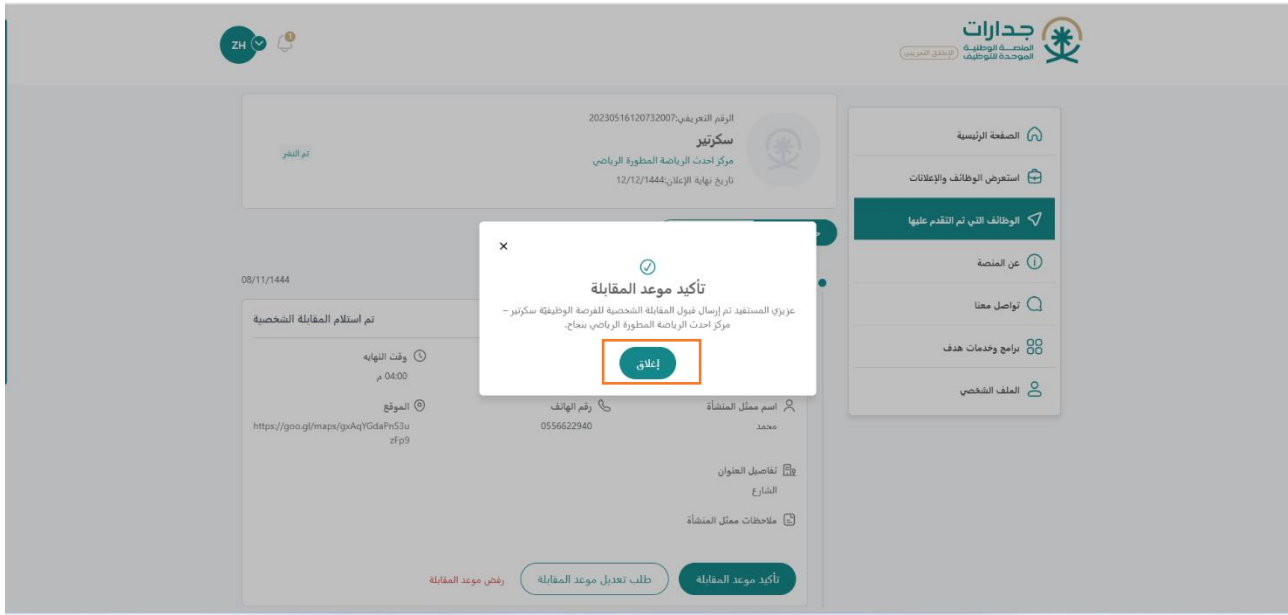 جدارات
المنصة الوطنية
الموحدة للتوظيف
الإطلاق التجريبي
ZH
الصفحة الرئيسية
استعرض الوظائف والإعلانات
الوظائف التي تم التقدم عليها
عن المنصة
تواصل معنا
برامج وخدمات هدف
الملف الشخصي
الرقم التعريفي:20230516120732007
سكرتير
مركز احدث الرياضة المطورة الرياضي
تاريخ نهاية الإعلان:12/12/1444
تم النشر
08/11/1444
تم استلام المقابلة الشخصية
×
تأكيد موعد المقابلة
عزيزي المستفيد تم إرسال قبول المقابلة الشخصية للفرصة الوظيفيّة سكرتير –
مركز احدث الرياضة المطورة الرياضي بنجاح.
إغلاق
وقت النهايه
04:00 م
اسم ممثل المنشأة
محمد
رقم الهاتف
0556622940
الموقع
https://goo.gl/maps/gxAqYGdaPn53u
zFp9
تفاصيل العنوان
الشارع
ملاحظات ممثل المنشأة
تأكيد موعد المقابلة
طلب تعديل موعد المقابلة
رفض موعد المقابلة